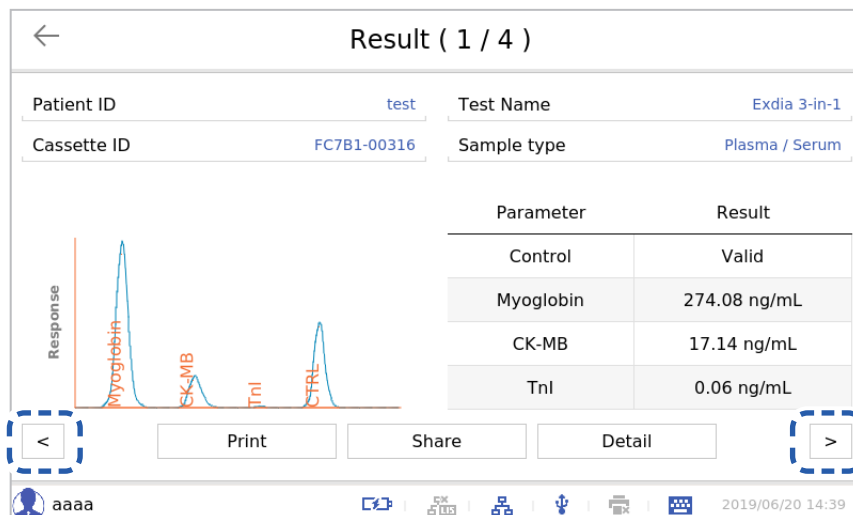 Result ( 1 / 4 )
Patient ID test Test Name Exdia 3-in-1
Cassette ID FC7B1-00316 Sample type Plasma / Serum
Parameter Result
Control Valid
Myoglobin 274.08 ng/mL
CK-MB 17.14 ng/mL
TnI 0.06 ng/mL
Response
Myoglobin
CK-MB
TnI
CTRL
< Print Share Detail >
aaaa LIS 2019/06/20 14:39